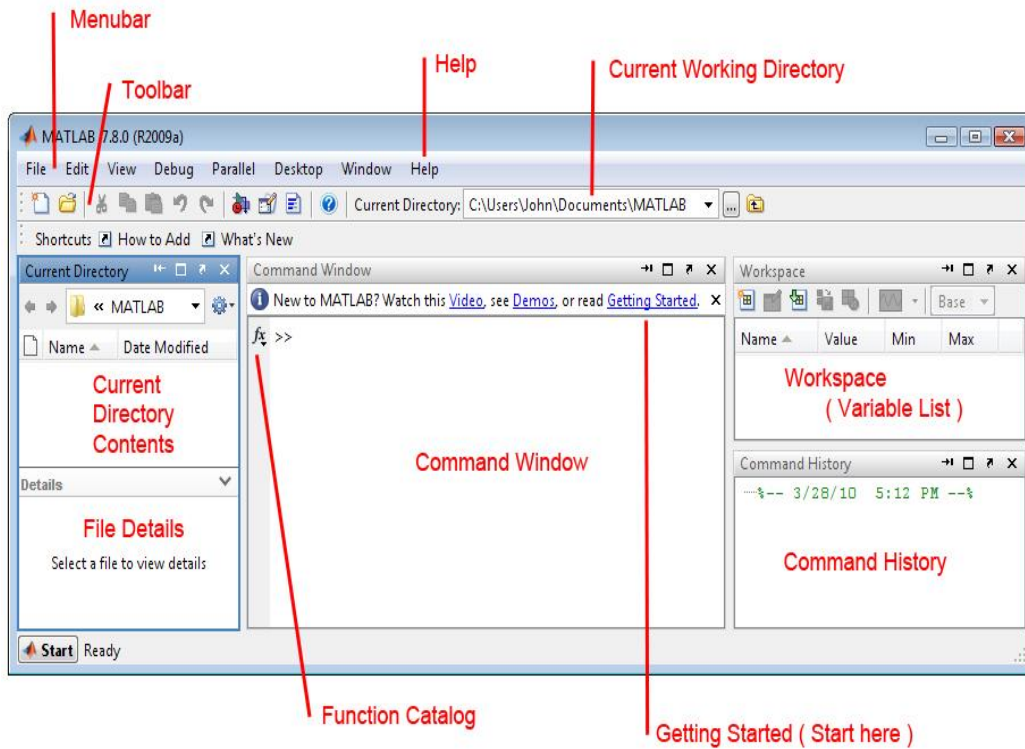 Menubar
Help
Current Working Directory
Toolbar
MATLAB 7.8.0 (R2009a)
File Edit View Debug Parallel Desktop Window Help
Current Directory: C:\Users\John\Documents\MATLAB ...
Shortcuts How to Add What's New
Current Directory
« MATLAB
Name Date Modified
Current
Directory
Contents
Details
File Details
Select a file to view details
Command Window
New to MATLAB? Watch this Video, see Demos, or read Getting Started.
fx >>
Command Window
Workspace
Base
Name Value Min Max
Workspace
( Variable List )
Command History
%-- 3/28/10 5:12 PM --%
Command History
Start Ready
Function Catalog
Getting Started ( Start here )